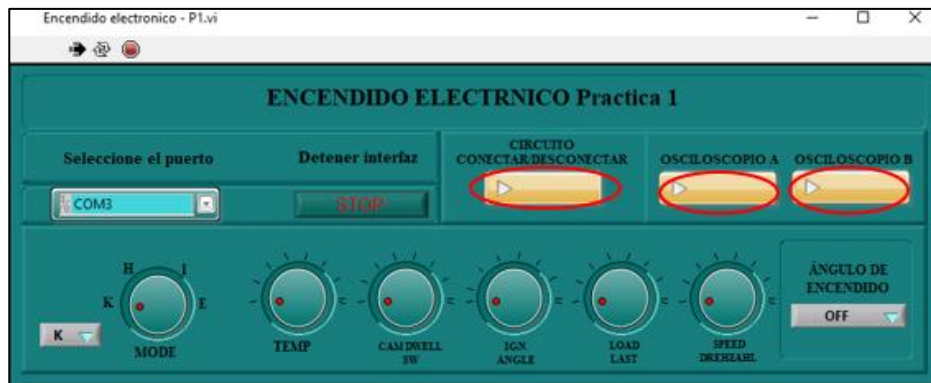 Encendido electronico - P1.vi
ENCENDIDO ELECTRNICO Practica 1
Seleccione el puerto
Detener interfaz
CIRCUITO
CONECTAR/DESCONECTAR
OSCILOSCOPIO A
OSCILOSCOPIO B
COM3
STOP
H
I
K
E
K
MODE
TEMP
CAM DWELL
SW
IGN
ANGLE
LOAD
LAST
SPEED
DREHZAHL
ÁNGULO DE
ENCENDIDO
OFF